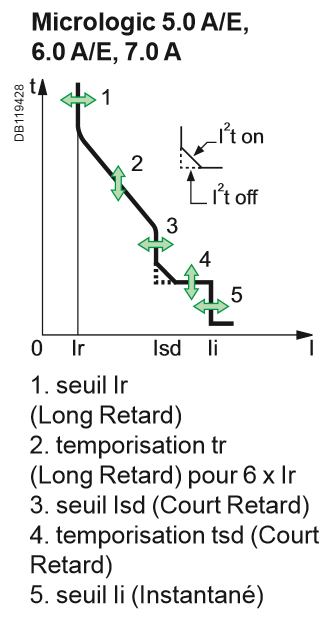 Micrologic 5.0 A/E,
6.0 A/E, 7.0 A
DB119428
t
1
2
3
4
5
I²t on
I²t off
0 Ir Isd Ii I
1. seuil Ir
(Long Retard)
2. temporisation tr
(Long Retard) pour 6 x Ir
3. seuil Isd (Court Retard)
4. temporisation tsd (Court
Retard)
5. seuil Ii (Instantané)